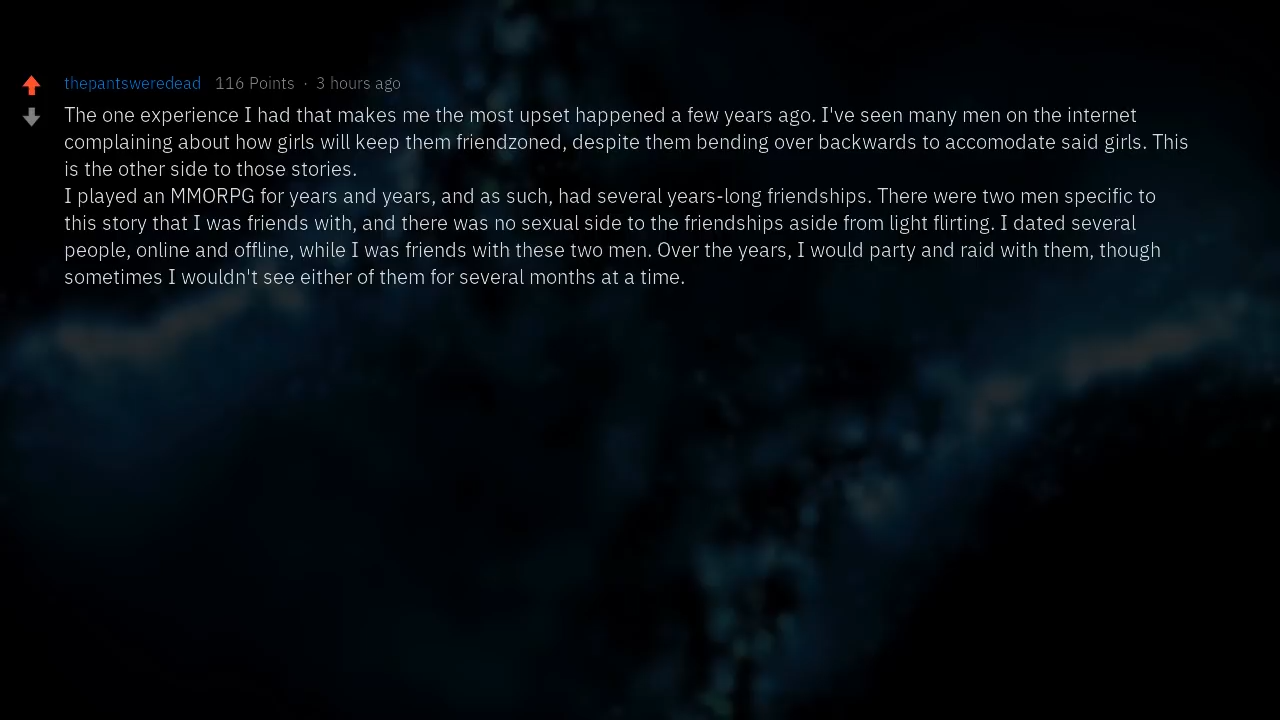 thepantsweredead 116 Points · 3 hours ago
The one experience I had that makes me the most upset happened a few years ago. I've seen many men on the internet
complaining about how girls will keep them friendzoned, despite them bending over backwards to accomodate said girls. This
is the other side to those stories.
I played an MMORPG for years and years, and as such, had several years-long friendships. There were two men specific to
this story that I was friends with, and there was no sexual side to the friendships aside from light flirting. I dated several
people, online and offline, while I was friends with these two men. Over the years, I would party and raid with them, though
sometimes I wouldn't see either of them for several months at a time.